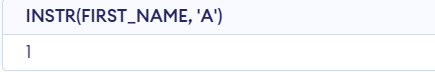 INSTR(FIRST_NAME, 'A')
1